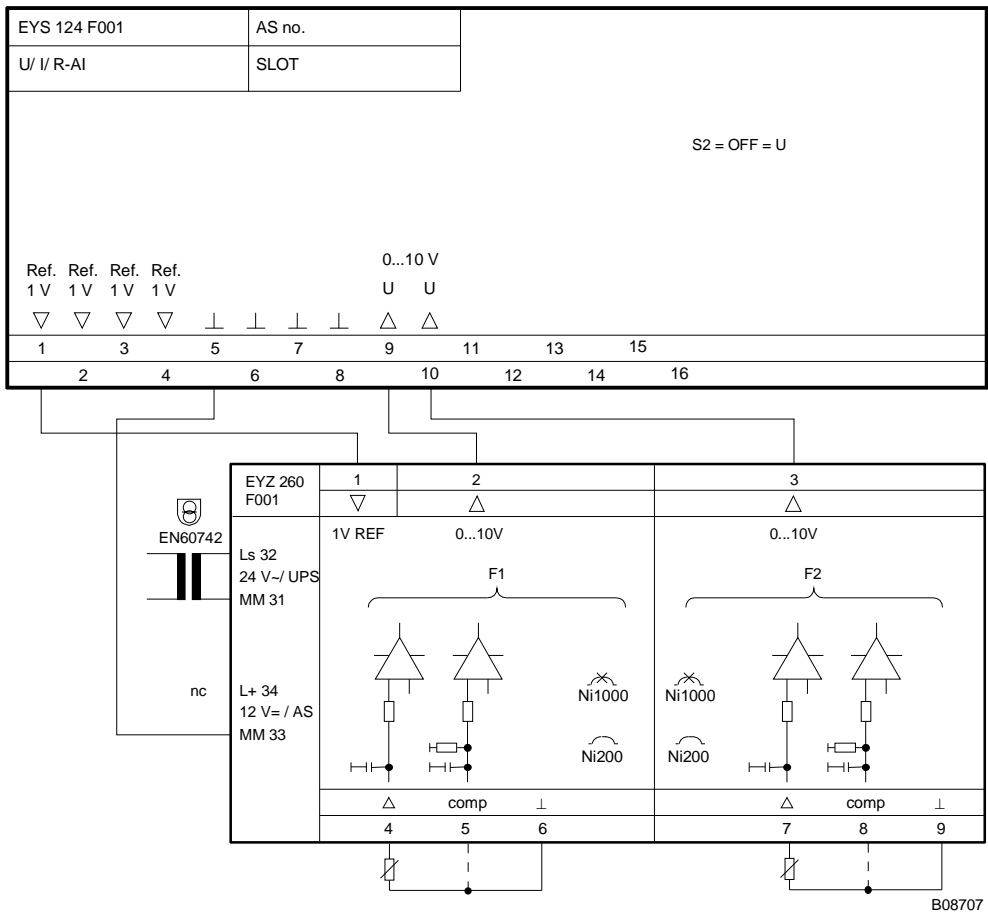 EYS 124 F001 AS no.
U/ I/ R-AI SLOT
S2 = OFF = U
0...10 V
Ref. Ref. Ref. Ref.
1 V 1 V 1 V 1 V U U
1 3 5 7 9 11 13 15
2 4 6 8 10 12 14 16
EYZ 260 1 2 3
F001
EN60742 1V REF 0...10V 0...10V
Ls 32
24 V~/ UPS F1 F2
MM 31
nc L+ 34 Ni1000 Ni1000
12 V= / AS
MM 33
Ni200 Ni200
comp comp
4 5 6 7 8 9
B08707